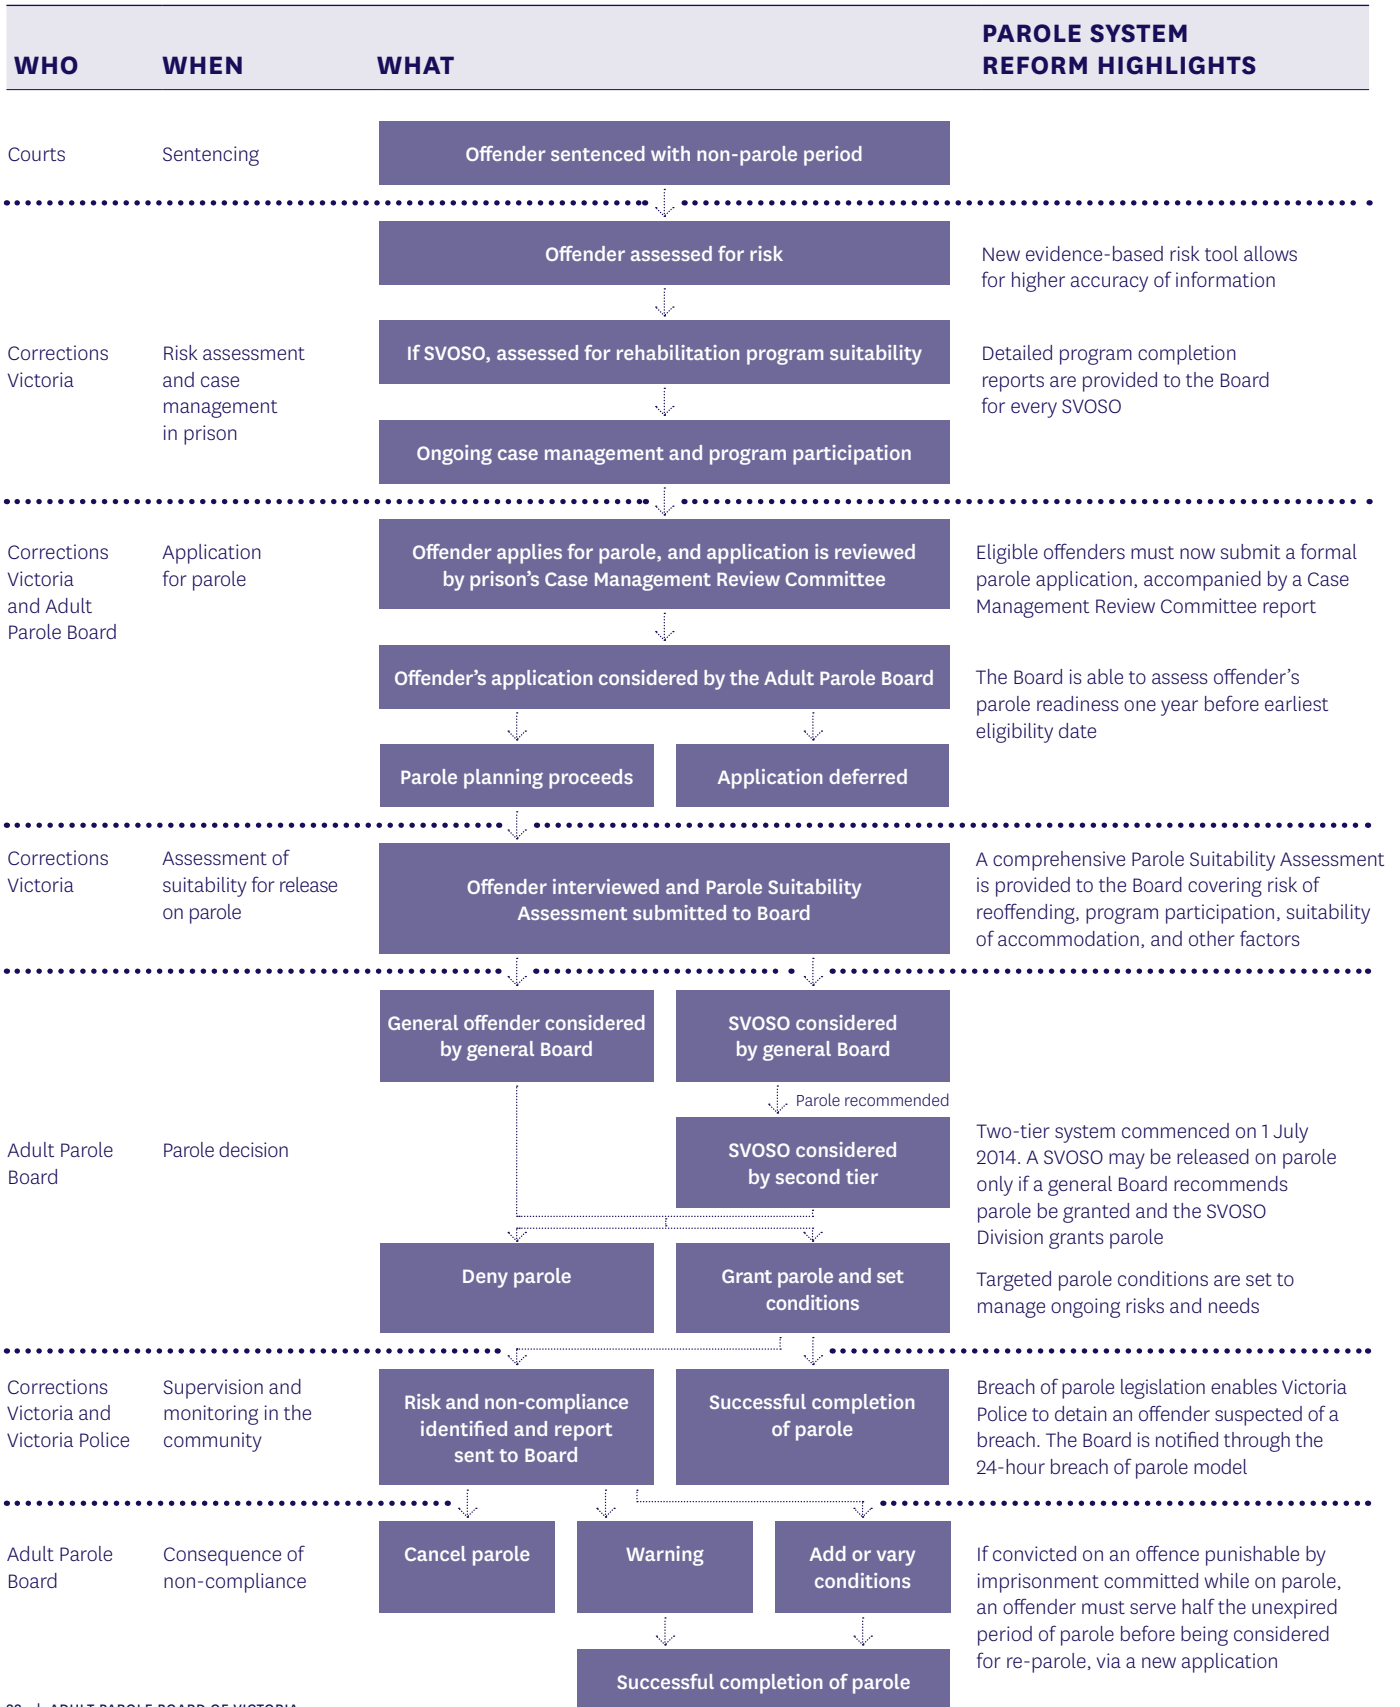 WHO
WHEN
WHAT
PAROLE SYSTEM
REFORM HIGHLIGHTS
Courts
Sentencing
Offender sentenced with non-parole period
Offender assessed for risk
New evidence-based risk tool allows
for higher accuracy of information
Corrections
Victoria
Risk assessment
and case
management
in prison
If SVOSO, assessed for rehabilitation program suitability
Detailed program completion
reports are provided to the Board
for every SVOSO
Ongoing case management and program participation
Corrections
Victoria
and Adult
Parole Board
Application
for parole
Offender applies for parole, and application is reviewed
by prison's Case Management Review Committee
Eligible offenders must now submit a formal
parole application, accompanied by a Case
Management Review Committee report
Offender's application considered by the Adult Parole Board
The Board is able to assess offender's
parole readiness one year before earliest
eligibility date
Parole planning proceeds
Application deferred
Corrections
Victoria
Assessment of
suitability for release
on parole
Offender interviewed and Parole Suitability
Assessment submitted to Board
A comprehensive Parole Suitability Assessment
is provided to the Board covering risk of
reoffending, program participation, suitability
of accommodation, and other factors
General offender considered
by general Board
SVOSO considered
by general Board
Parole recommended
Adult Parole
Board
Parole decision
SVOSO considered
by second tier
Two-tier system commenced on 1 July
2014. A SVOSO may be released on parole
only if a general Board recommends
parole be granted and the SVOSO
Division grants parole
Deny parole
Grant parole and set
conditions
Targeted parole conditions are set to
manage ongoing risks and needs
Corrections
Victoria and
Victoria Police
Supervision and
monitoring in the
community
Risk and non-compliance
identified and report
sent to Board
Successful completion
of parole
Breach of parole legislation enables Victoria
Police to detain an offender suspected of a
breach. The Board is notified through the
24-hour breach of parole model
Adult Parole
Board
Consequence of
non-compliance
Cancel parole
Warning
Add or vary
conditions
If convicted on an offence punishable by
imprisonment committed while on parole,
an offender must serve half the unexpired
period of parole before being considered
for re-parole, via a new application
Successful completion of parole
ADULT PAROLE BOARD OF VICTORIA